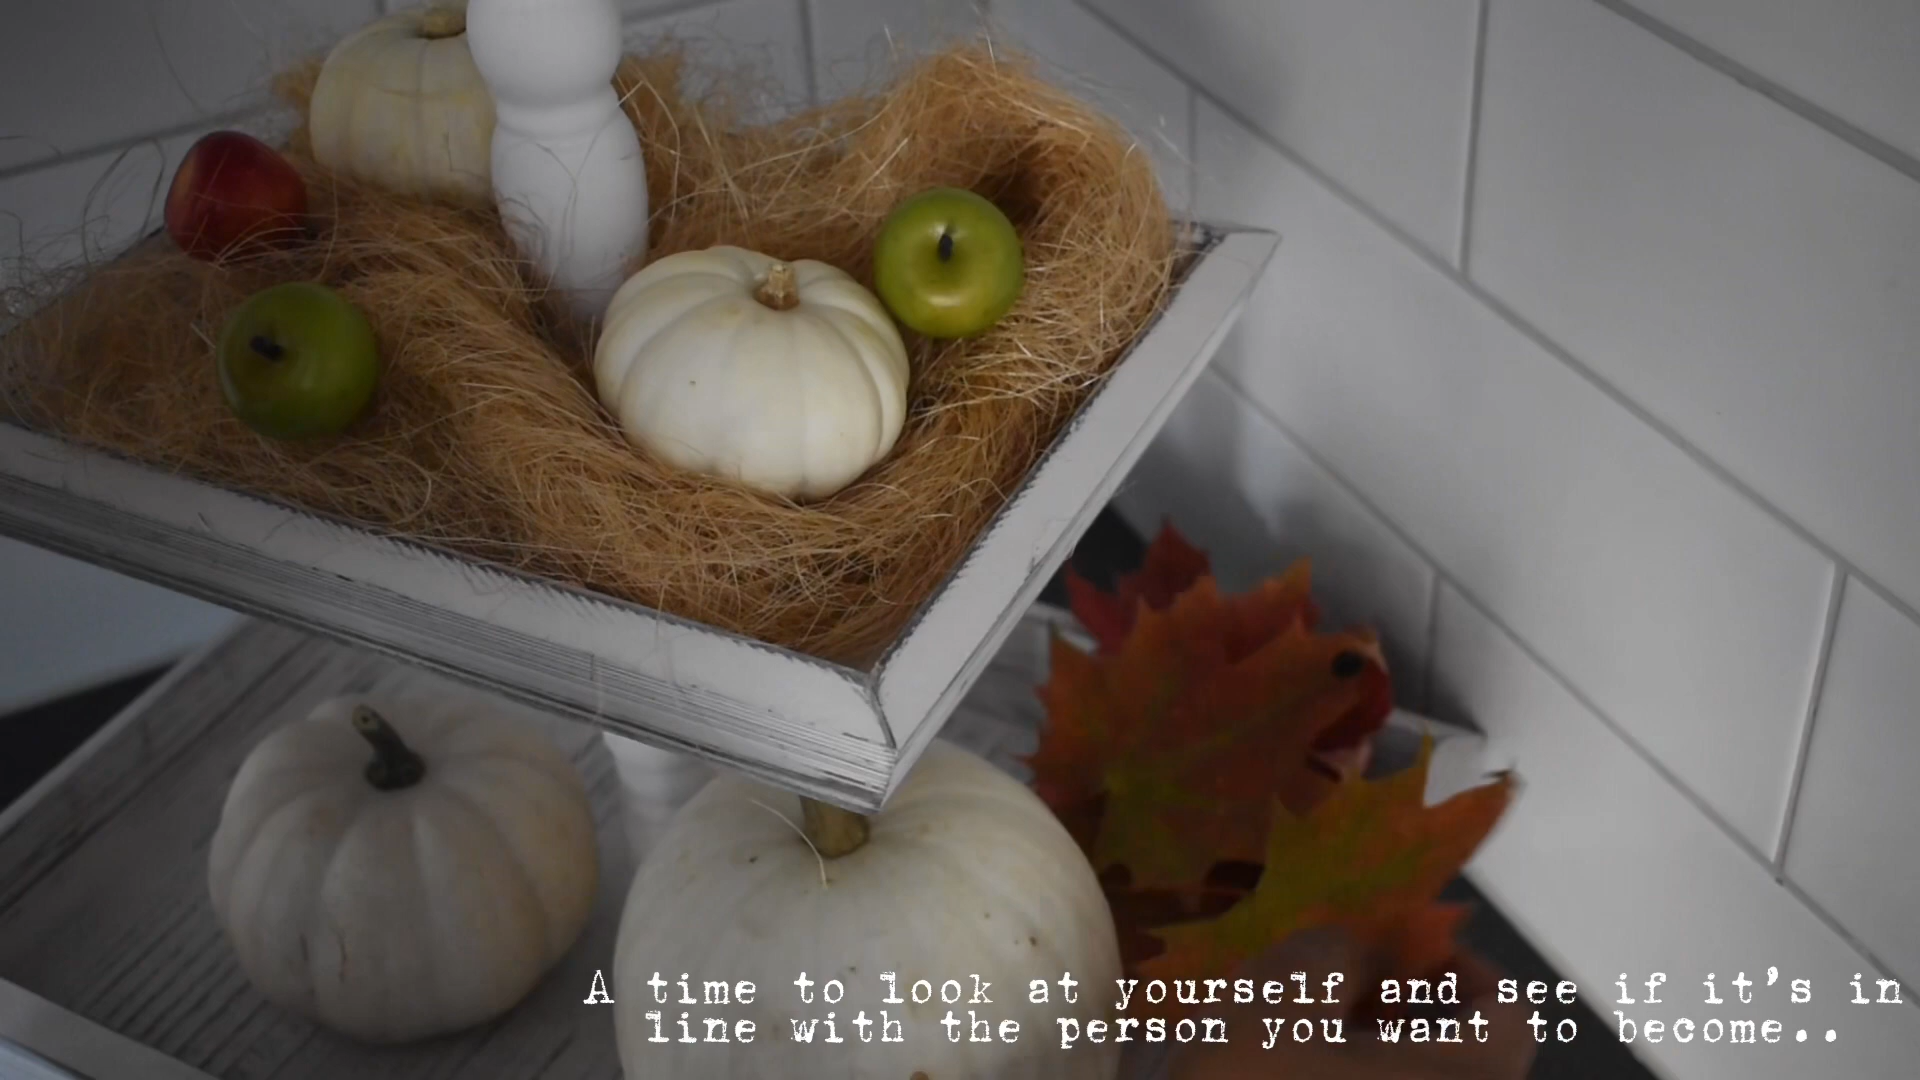 A time to look at yourself and see if it's in
line with the person you want to become..